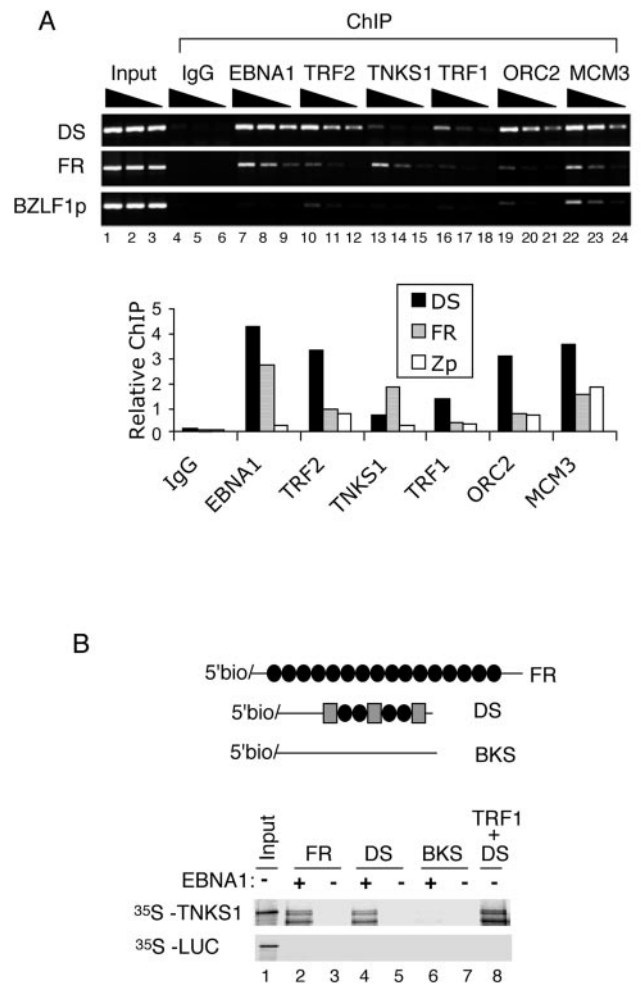 A
ChIP
Input IgG EBNA1 TRF2 TNKS1 TRF1 ORC2 MCM3
DS
FR
BZLF1p
1 2 3 4 5 6 7 8 9 10 11 12 13 14 15 16 17 18 19 20 21 22 23 24
Relative ChIP
5
4
3
2
1
0
DS
FR
Zp
IgG EBNA1 TRF2 TNKS1 TRF1 ORC2 MCM3
B
5'bio/ FR
5'bio/ DS
5'bio/ BKS
Input FR DS BKS TRF1 + DS
EBNA1: - + - + - + - -
³⁵S -TNKS1
³⁵S -LUC
1 2 3 4 5 6 7 8